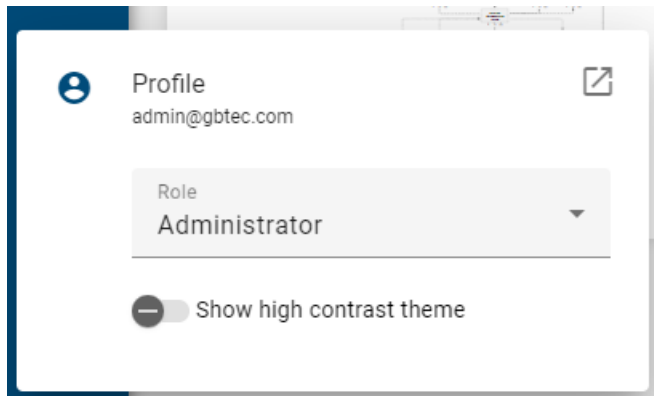 Profile
admin@gbtec.com
Role
Administrator
Show high contrast theme